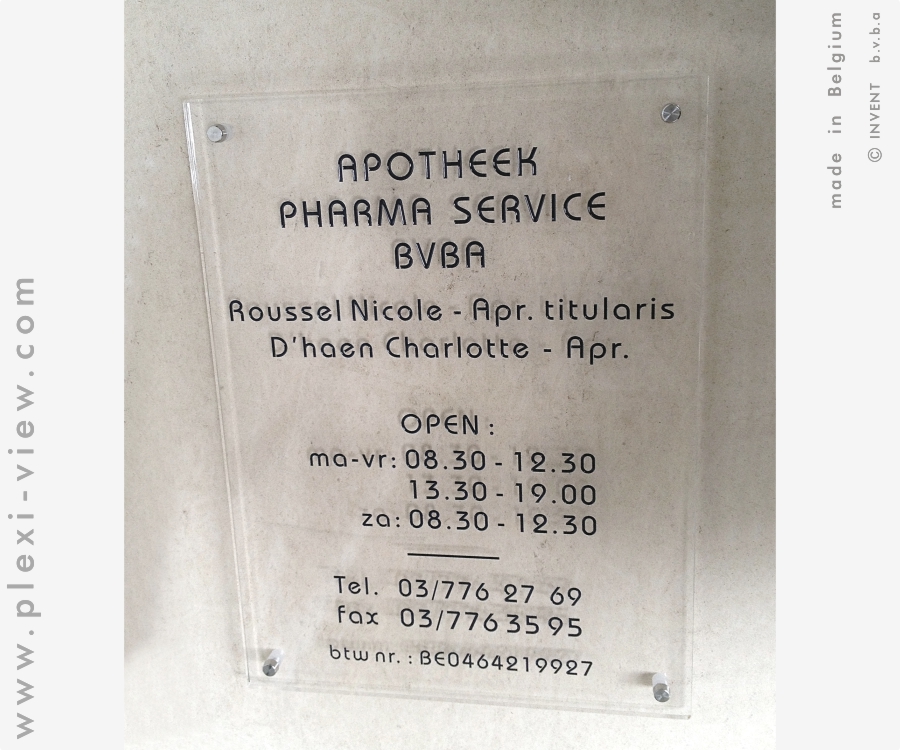 APOTHEEK
PHARMA SERVICE
BVBA
Roussel Nicole - Apr. titularis
D'haen Charlotte - Apr.
OPEN :
ma-vr: 08.30 - 12.30
13.30 - 19.00
za: 08.30 - 12.30
Tel. 03/776 27 69
fax 03/776 35 95
btw nr. : BE0464219927
www.plexi-view.com
made in Belgium
© INVENT b.v.b.a